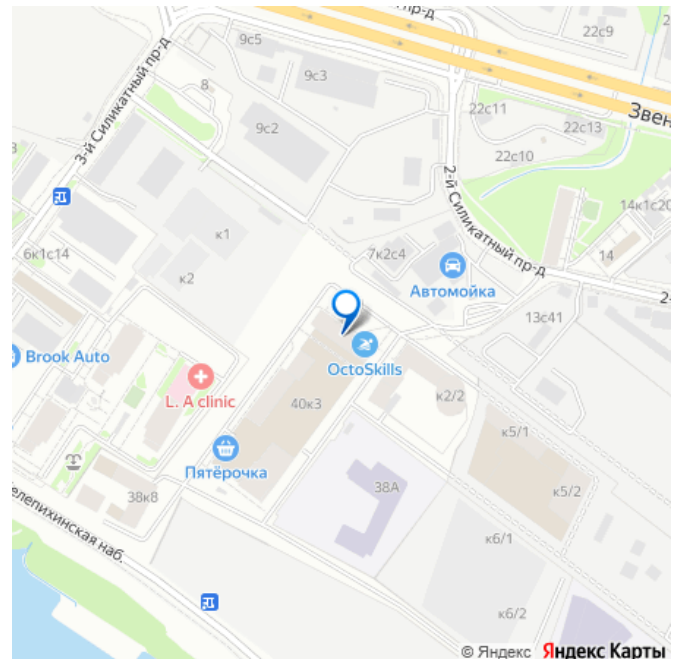 й пр-д
22с9
9с5
3-й Силикатный пр-д
9с3
8
Звен
22с11
22с13
9с2
22с10
2-й Силикатный пр-д
14к1с20
к1
7к2с4
14
6к1с14
к2
Автомойка
2-
13с41
Brook Auto
OctoSkills
L. A clinic
40к3
к2/2
к5/1
Пятёрочка
38А
к5/2
38к8
елепихинская наб.
к6/1
к6/2
© Яндекс Яндекс Карты